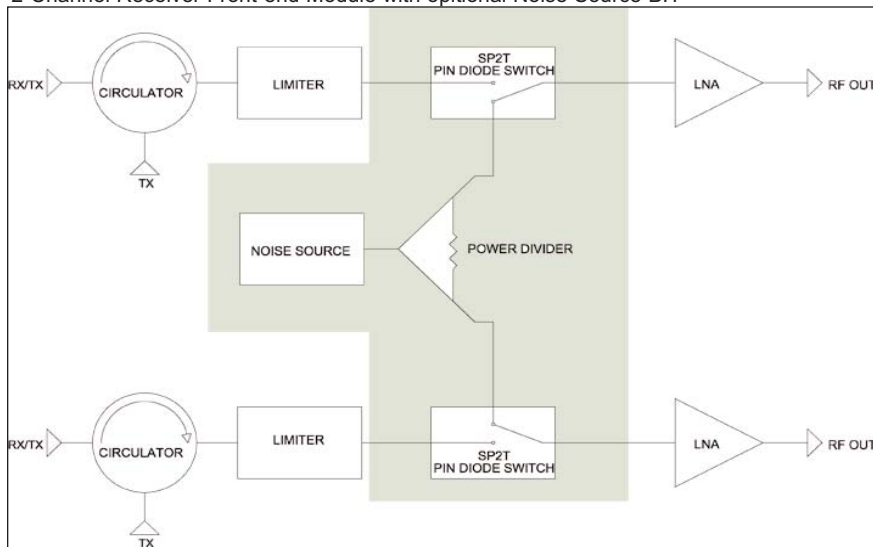 2 Channel Receiver Front end Module with opitional Noise Source BIT
SP2T
PIN DIODE SWITCH
RX/TX
CIRCULATOR
LIMITER
LNA
RF OUT
TX
NOISE SOURCE
POWER DIVIDER
RX/TX
CIRCULATOR
LIMITER
SP2T
PIN DIODE SWITCH
LNA
RF OUT
TX